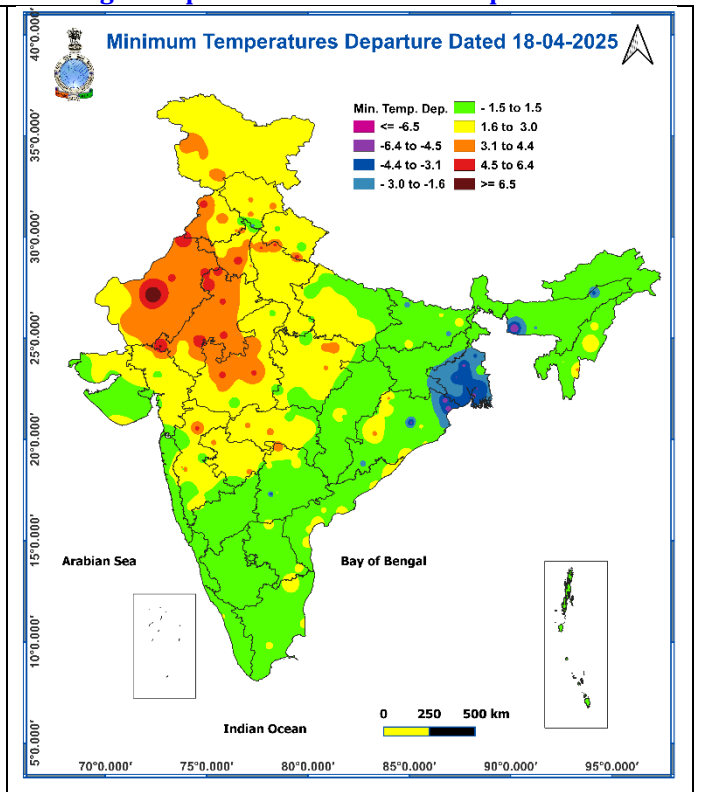 Minimum Temperatures Departure Dated 18-04-2025
Min. Temp. Dep.
<= -6.5
-6.4 to -4.5
-4.4 to -3.1
- 3.0 to -1.6
- 1.5 to 1.5
1.6 to 3.0
3.1 to 4.4
4.5 to 6.4
>= 6.5
40°0.000'
35°0.000'
30°0.000'
25°0.000'
20°0.000'
15°0.000'
10°0.000'
5°0.000'
Arabian Sea
Bay of Bengal
Indian Ocean
0 250 500 km
70°0.000' 75°0.000' 80°0.000' 85°0.000' 90°0.000' 95°0.000'